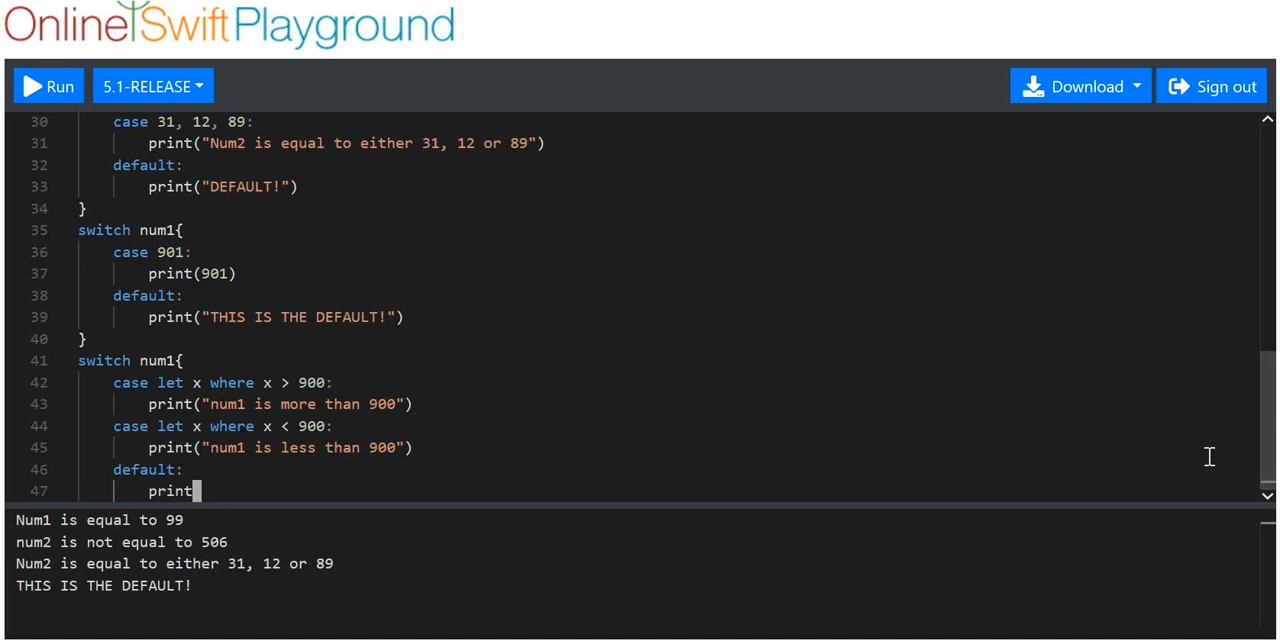 Online Swift Playground
Run 5.1-RELEASE Download Sign out
30 case 31, 12, 89:
31 print("Num2 is equal to either 31, 12 or 89")
32 default:
33 print("DEFAULT!")
34 }
35 switch num1{
36 case 901:
37 print(901)
38 default:
39 print("THIS IS THE DEFAULT!")
40 }
41 switch num1{
42 case let x where x > 900:
43 print("num1 is more than 900")
44 case let x where x < 900:
45 print("num1 is less than 900")
46 default:
47 print
Num1 is equal to 99
num2 is not equal to 506
Num2 is equal to either 31, 12 or 89
THIS IS THE DEFAULT!